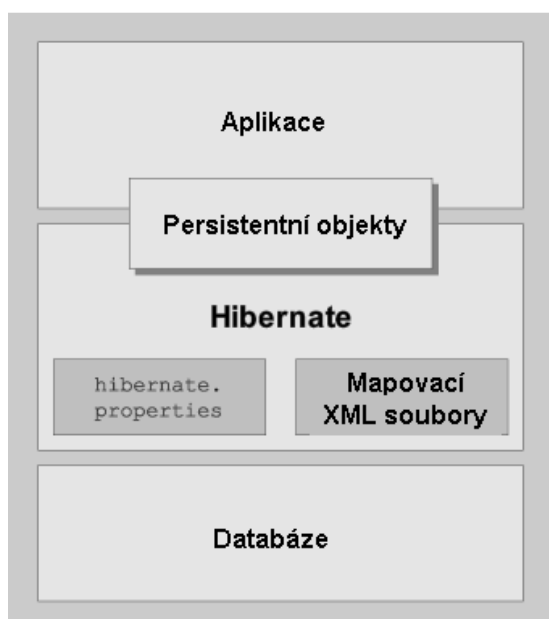 Aplikace
Persistentní objekty
Hibernate
hibernate.
properties
Mapovací
XML soubory
Databáze